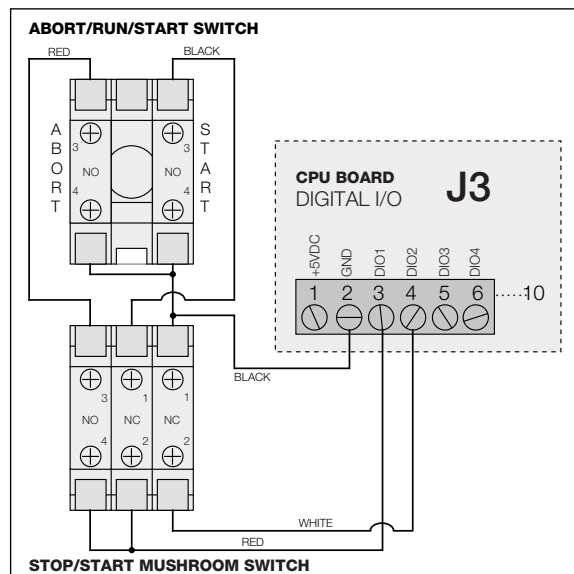 ABORT/RUN/START SWITCH
RED
BLACK
ABORT
START
3
NO
4
3
NO
4
CPU BOARD
DIGITAL I/O
J3
+5VDC
GND
DIO1
DIO2
DIO3
DIO4
1 2 3 4 5 6 ......10
BLACK
3
NO
4
1
NC
2
1
NC
2
WHITE
RED
STOP/START MUSHROOM SWITCH